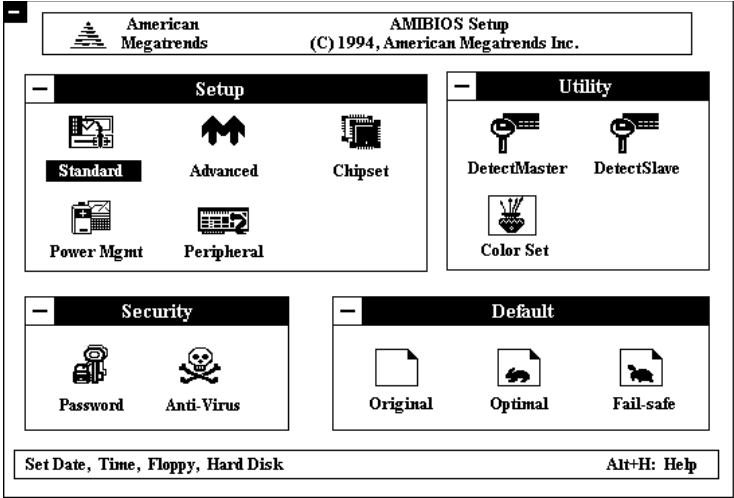 American Megatrends
AMIBIOS Setup
(C) 1994, American Megatrends Inc.
Setup
Standard
Advanced
Chipset
Power Mgmt
Peripheral
Utility
DetectMaster
DetectSlave
Color Set
Security
Password
Anti-Virus
Default
Original
Optimal
Fail-safe
Set Date, Time, Floppy, Hard Disk
Alt+H: Help